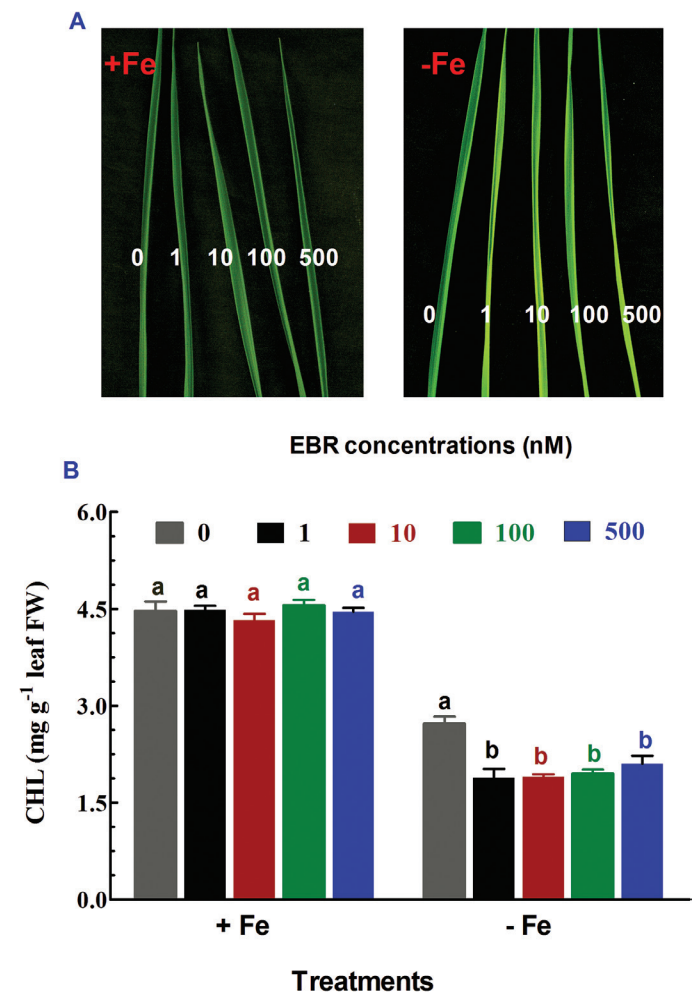 A
+Fe
-Fe
0 1 10 100 500
0 1 10 100 500
EBR concentrations (nM)
B
0 1 10 100 500
6.0
4.5
3.0
1.5
0.0
CHL (mg g⁻¹ leaf FW)
a a a a a
a b b b b
+ Fe - Fe
Treatments